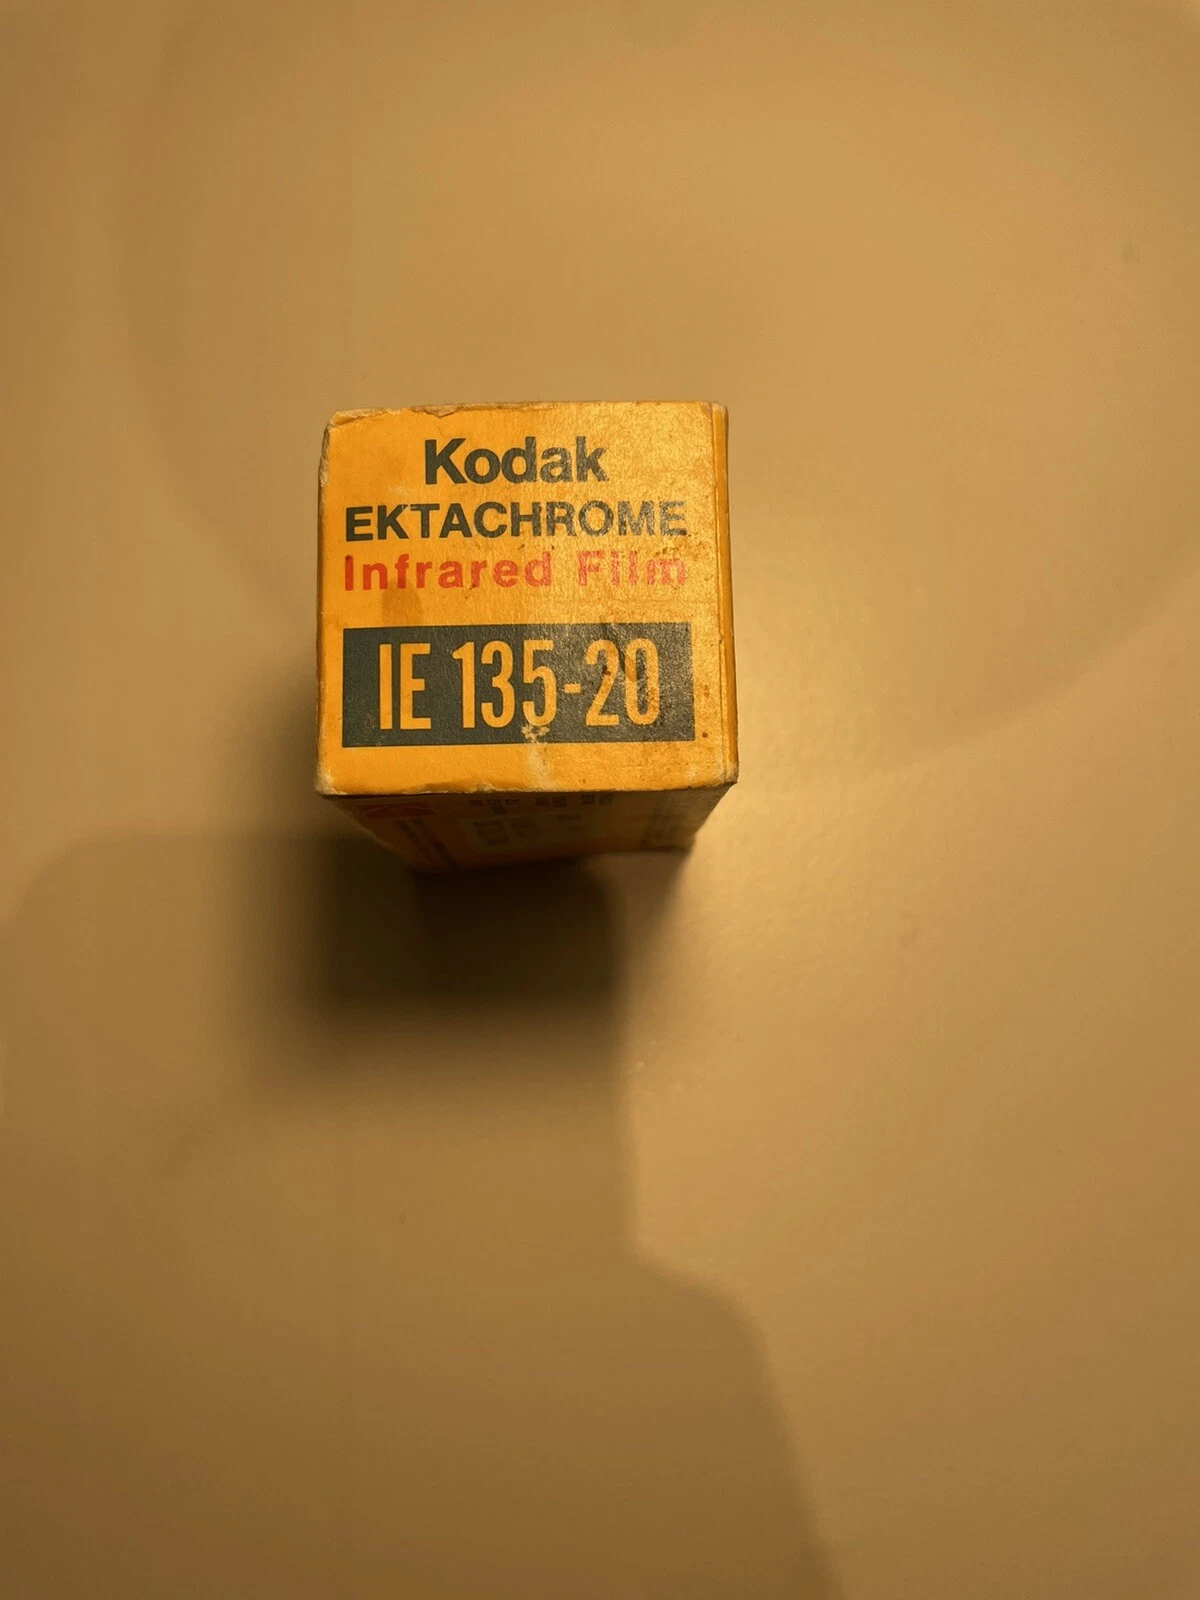 Kodak
EKTACHROME
Infrared Film
IE 135-20